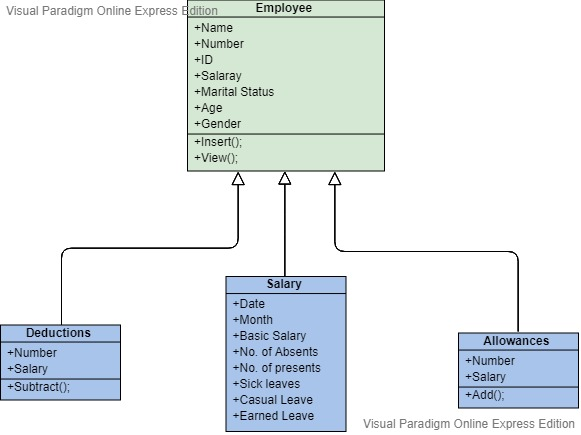 Visual Paradigm Online Express Edition
Employee
+Name
+Number
+ID
+Salaray
+Marital Status
+Age
+Gender
+Insert();
+View();
Deductions
+Number
+Salary
+Subtract();
Salary
+Date
+Month
+Basic Salary
+No. of Absents
+No. of presents
+Sick leaves
+Casual Leave
+Earned Leave
Allowances
+Number
+Salary
+Add();
Visual Paradigm Online Express Edition